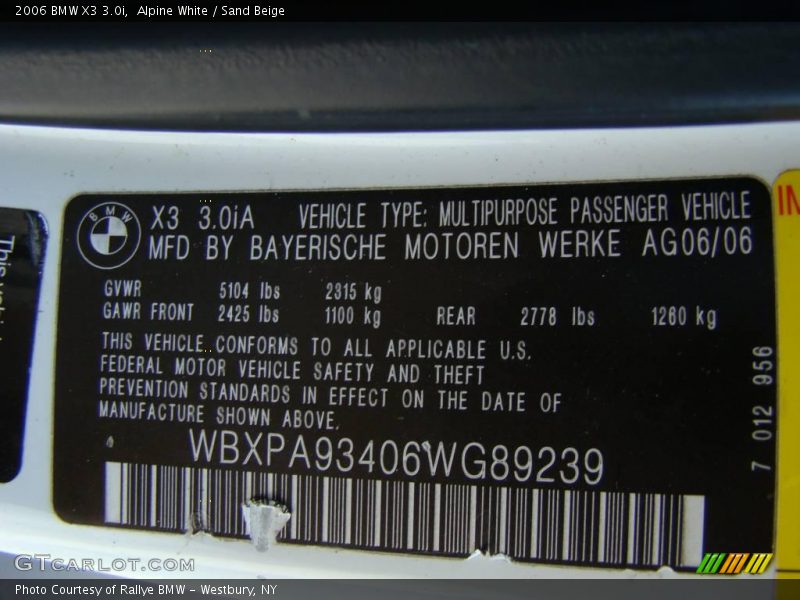 2006 BMW X3 3.0i,  Alpine White / Sand Beige
BMW
X3 3.0iA VEHICLE TYPE: MULTIPURPOSE PASSENGER VEHICLE
MFD BY BAYERISCHE MOTOREN WERKE AG06/06
GVWR 5104 lbs 2315 kg
GAWR FRONT 2425 lbs 1100 kg REAR 2778 lbs 1260 kg
THIS VEHICLE CONFORMS TO ALL APPLICABLE U.S.
FEDERAL MOTOR VEHICLE SAFETY AND THEFT
PREVENTION STANDARDS IN EFFECT ON THE DATE OF
MANUFACTURE SHOWN ABOVE.
WBXPA93406WG89239
7 012 956
This
IN
GTCARLOT.COM
Photo Courtesy of Rallye BMW - Westbury, NY